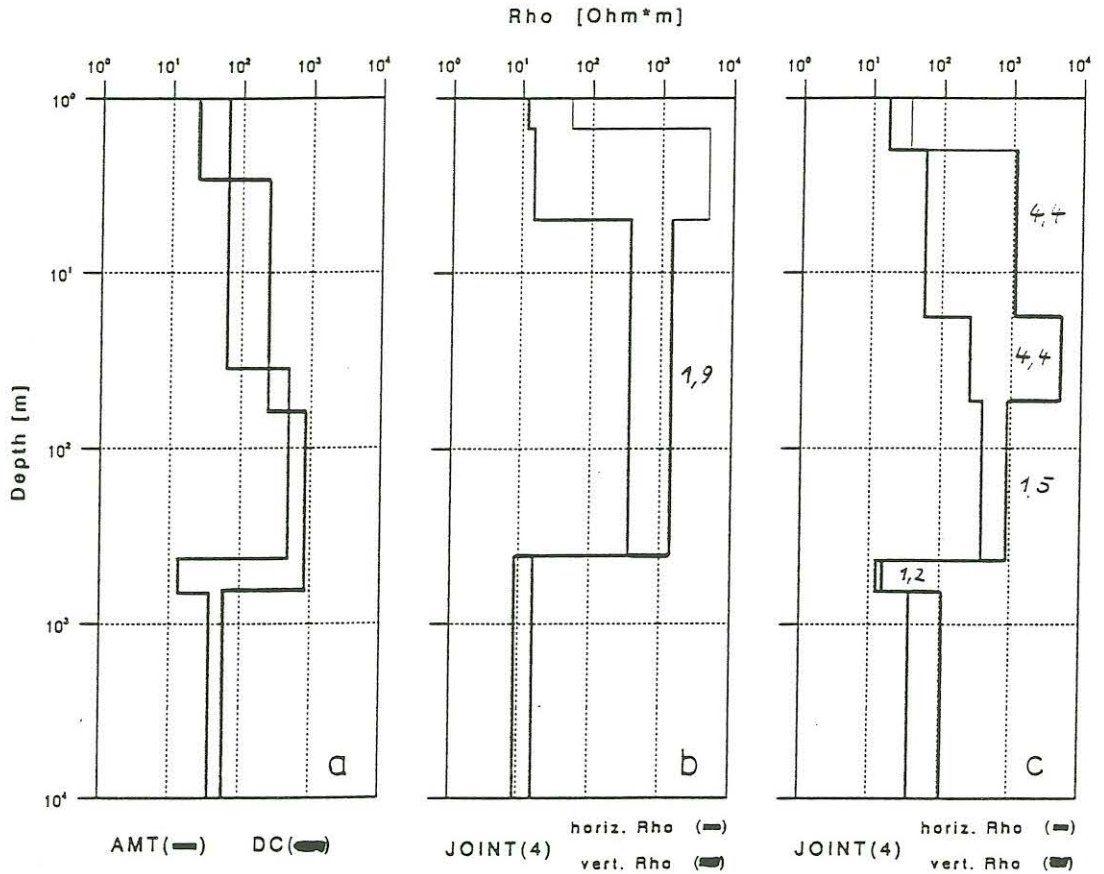 Rho [Ohm*m]
10⁰ 10¹ 10² 10³ 10⁴
10⁰ 10¹ 10² 10³ 10⁴
10⁰ 10¹ 10² 10³ 10⁴
Depth [m]
10⁰
10¹
10²
10³
10⁴
a
1,9
b
4,4
4,4
1,5
1,2
c
AMT(▬) DC(▬)
JOINT(4)
horiz. Rho (▬)
vert. Rho (▬)
JOINT(4)
horiz. Rho (▬)
vert. Rho (▬)